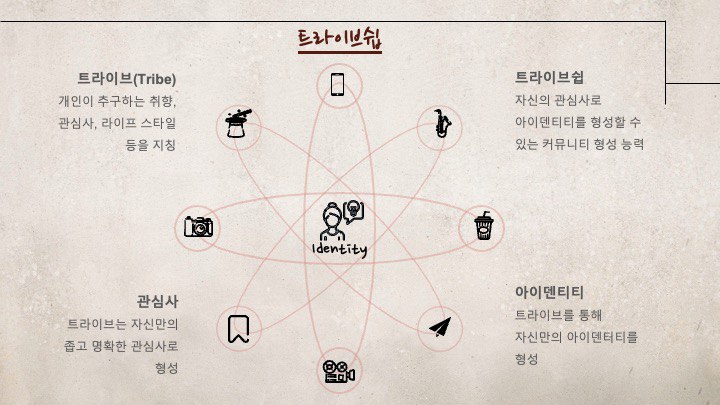 트라이브쉽
트라이브(Tribe)
개인이 추구하는 취향,
관심사, 라이프 스타일
등을 지칭
트라이브쉽
자신의 관심사로
아이덴티티를 형성할 수
있는 커뮤니티 형성 능력
Identity
관심사
트라이브는 자신만의
좁고 명확한 관심사로
형성
아이덴티티
트라이브를 통해
자신만의 아이덴터티를
형성